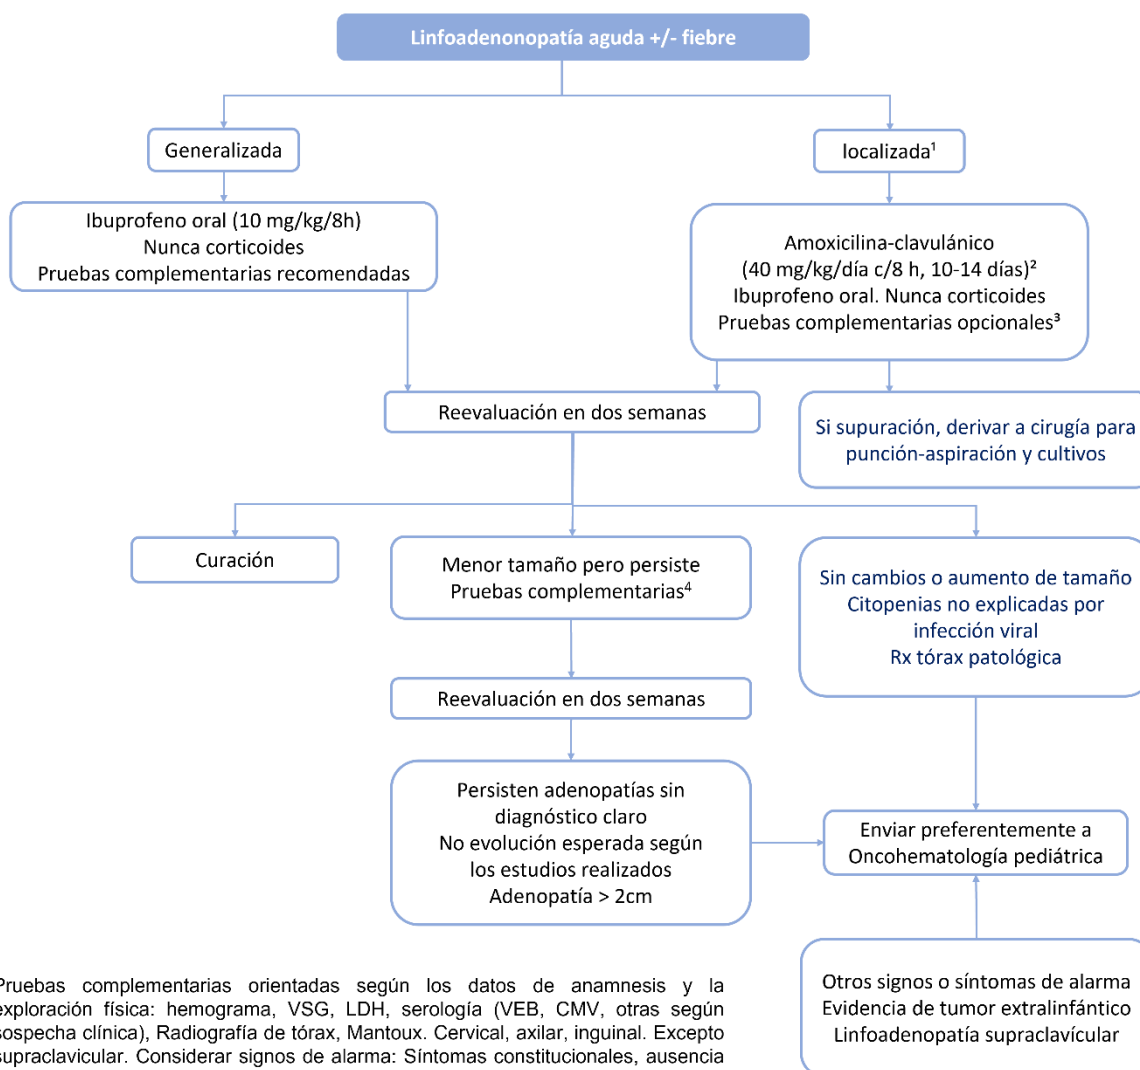 Linfoadenonopatía aguda +/- fiebre
Generalizada
localizada¹
Ibuprofeno oral (10 mg/kg/8h)
Nunca corticoides
Pruebas complementarias recomendadas
Amoxicilina-clavulánico
(40 mg/kg/día c/8 h, 10-14 días)²
Ibuprofeno oral. Nunca corticoides
Pruebas complementarias opcionales³
Reevaluación en dos semanas
Si supuración, derivar a cirugía para
punción-aspiración y cultivos
Curación
Menor tamaño pero persiste
Pruebas complementarias⁴
Sin cambios o aumento de tamaño
Citopenias no explicadas por
infección viral
Rx tórax patológica
Reevaluación en dos semanas
Persisten adenopatías sin
diagnóstico claro
No evolución esperada según
los estudios realizados
Adenopatía > 2cm
Enviar preferentemente a
Oncohematología pediátrica
Otros signos o síntomas de alarma
Evidencia de tumor extralinfántico
Linfoadenopatía supraclavícular
Pruebas complementarias orientadas según los datos de anamnesis y la
exploración física: hemograma, VSG, LDH, serología (VEB, CMV, otras según
sospecha clínica), Radiografía de tórax, Mantoux. Cervical, axilar, inguinal. Excepto
supraclavicular. Considerar signos de alarma: Síntomas constitucionales, ausencia